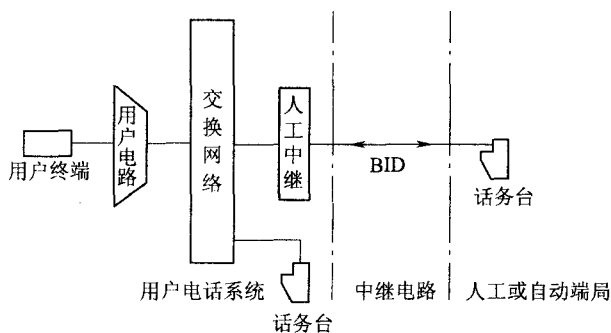 用户终端
用户电路
交换网络
人工中继
BID
话务台
用户电话系统
中继电路
人工或自动端局
话务台